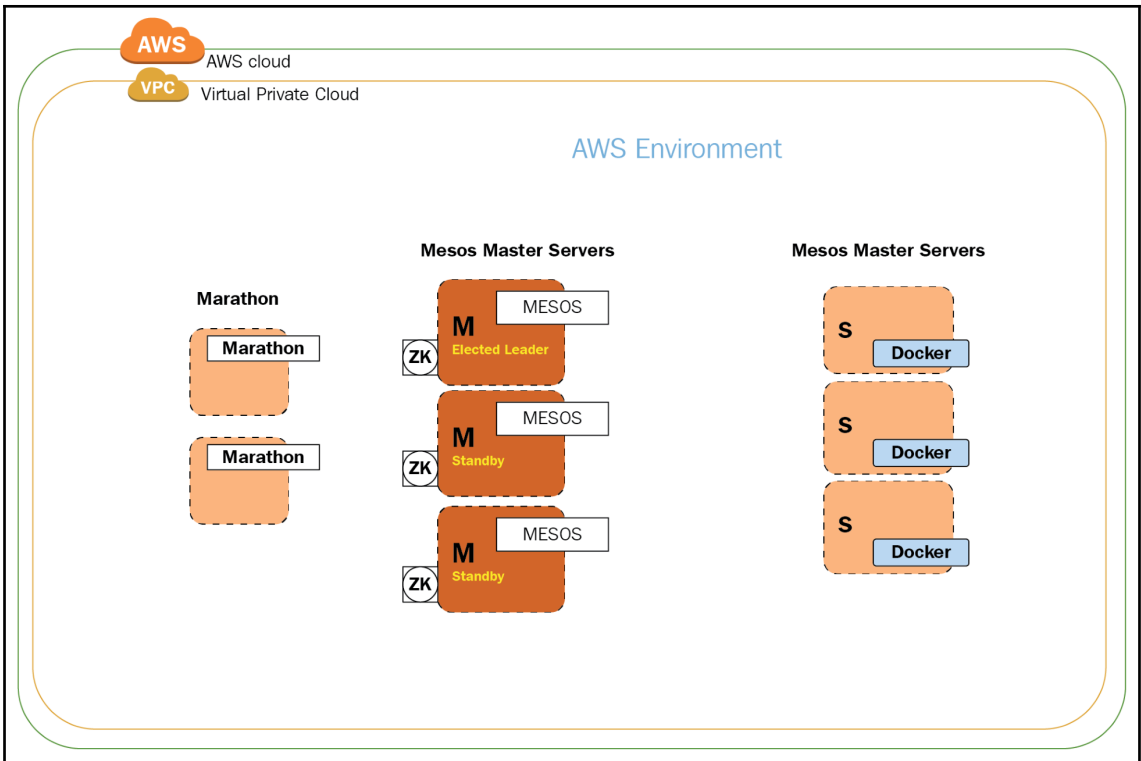 AWS
AWS cloud
VPC
Virtual Private Cloud
AWS Environment
Marathon
Marathon
Marathon
Mesos Master Servers
MESOS
M
Elected Leader
ZK
MESOS
M
Standby
ZK
MESOS
M
Standby
ZK
Mesos Master Servers
S
Docker
S
Docker
S
Docker